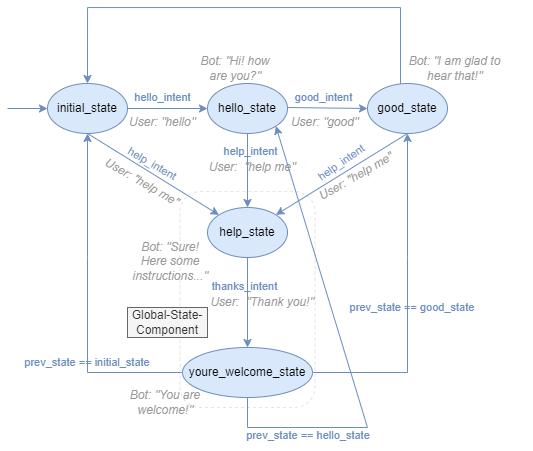 Bot: "Hi! how
are you?"
Bot: "I am glad to
hear that!"
initial_state
hello_intent
User: "hello"
hello_state
good_intent
User: "good"
good_state
help_intent
User: "help me"
help_intent
User: "help me"
help_intent
User: "help me"
help_state
Bot: "Sure!
Here some
instructions..."
thanks_intent
User: "Thank you!"
Global-State-
Component
prev_state == good_state
prev_state == initial_state
youre_welcome_state
Bot: "You are
welcome!"
prev_state == hello_state